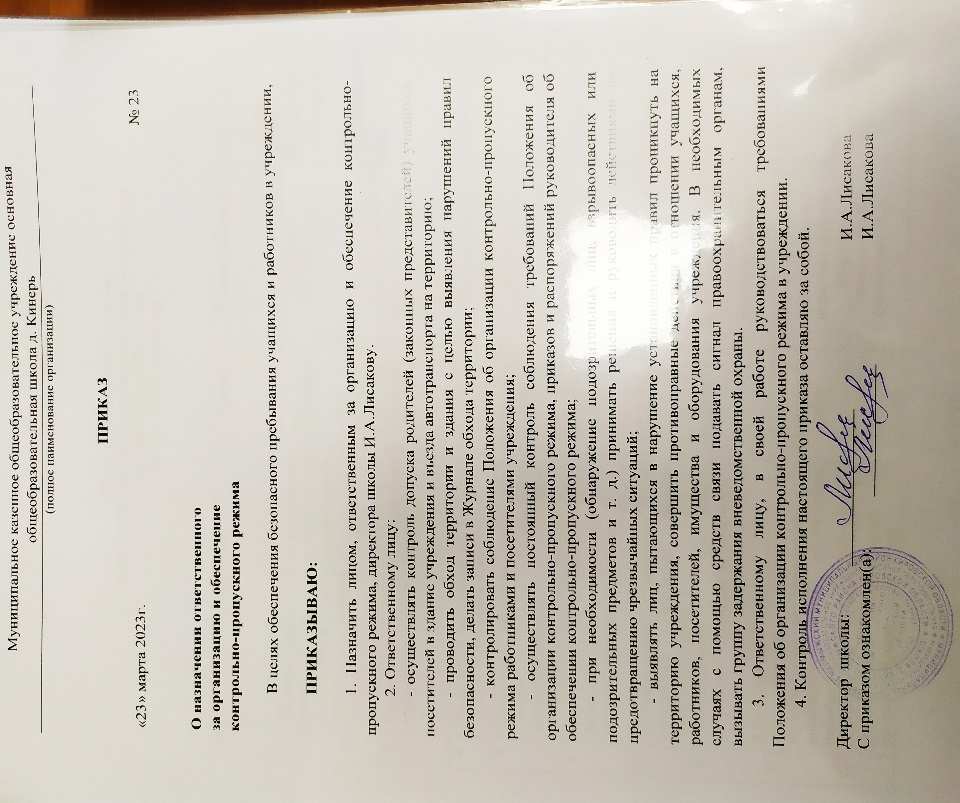 Муниципальное казенное общеобразовательное учреждение основная
общеобразовательная школа д. Кинерь
(полное наименование организации)
ПРИКАЗ
«23» марта 2023г. № 23
О назначении ответственного
за организацию и обеспечение
контрольно-пропускного режима
В целях обеспечения безопасного пребывания учащихся и работников в учреждении,
ПРИКАЗЫВАЮ:
1. Назначить лицом, ответственным за организацию и обеспечение контрольно-
пропускного режима, директора школы И.А.Лисакову.
2. Ответственному лицу:
- осуществлять контроль допуска родителей (законных представителей) учащихся,
посетителей в здание учреждения и въезда автотранспорта на территорию;
- проводить обход территории и здания с целью выявления нарушений правил
безопасности, делать записи в Журнале обхода территории;
- контролировать соблюдение Положения об организации контрольно-пропускного
режима работниками и посетителями учреждения;
- осуществлять постоянный контроль соблюдения требований Положения об
организации контрольно-пропускного режима, приказов и распоряжений руководителя об
обеспечении контрольно-пропускного режима;
- при необходимости (обнаружение подозрительных лиц, взрывоопасных или
подозрительных предметов и т. д.) принимать решения и руководить действиями по
предотвращению чрезвычайных ситуаций;
- выявлять лиц, пытающихся в нарушение установленных правил проникнуть на
территорию учреждения, совершить противоправные действия в отношении учащихся,
работников, посетителей, имущества и оборудования учреждения. В необходимых
случаях с помощью средств связи подавать сигнал правоохранительным органам,
вызывать группу задержания вневедомственной охраны.
3. Ответственному лицу, в своей работе руководствоваться требованиями
Положения об организации контрольно-пропускного режима в учреждении.
4. Контроль исполнения настоящего приказа оставляю за собой.
Директор школы: И.А.Лисакова
С приказом ознакомлен(а): И.А.Лисакова